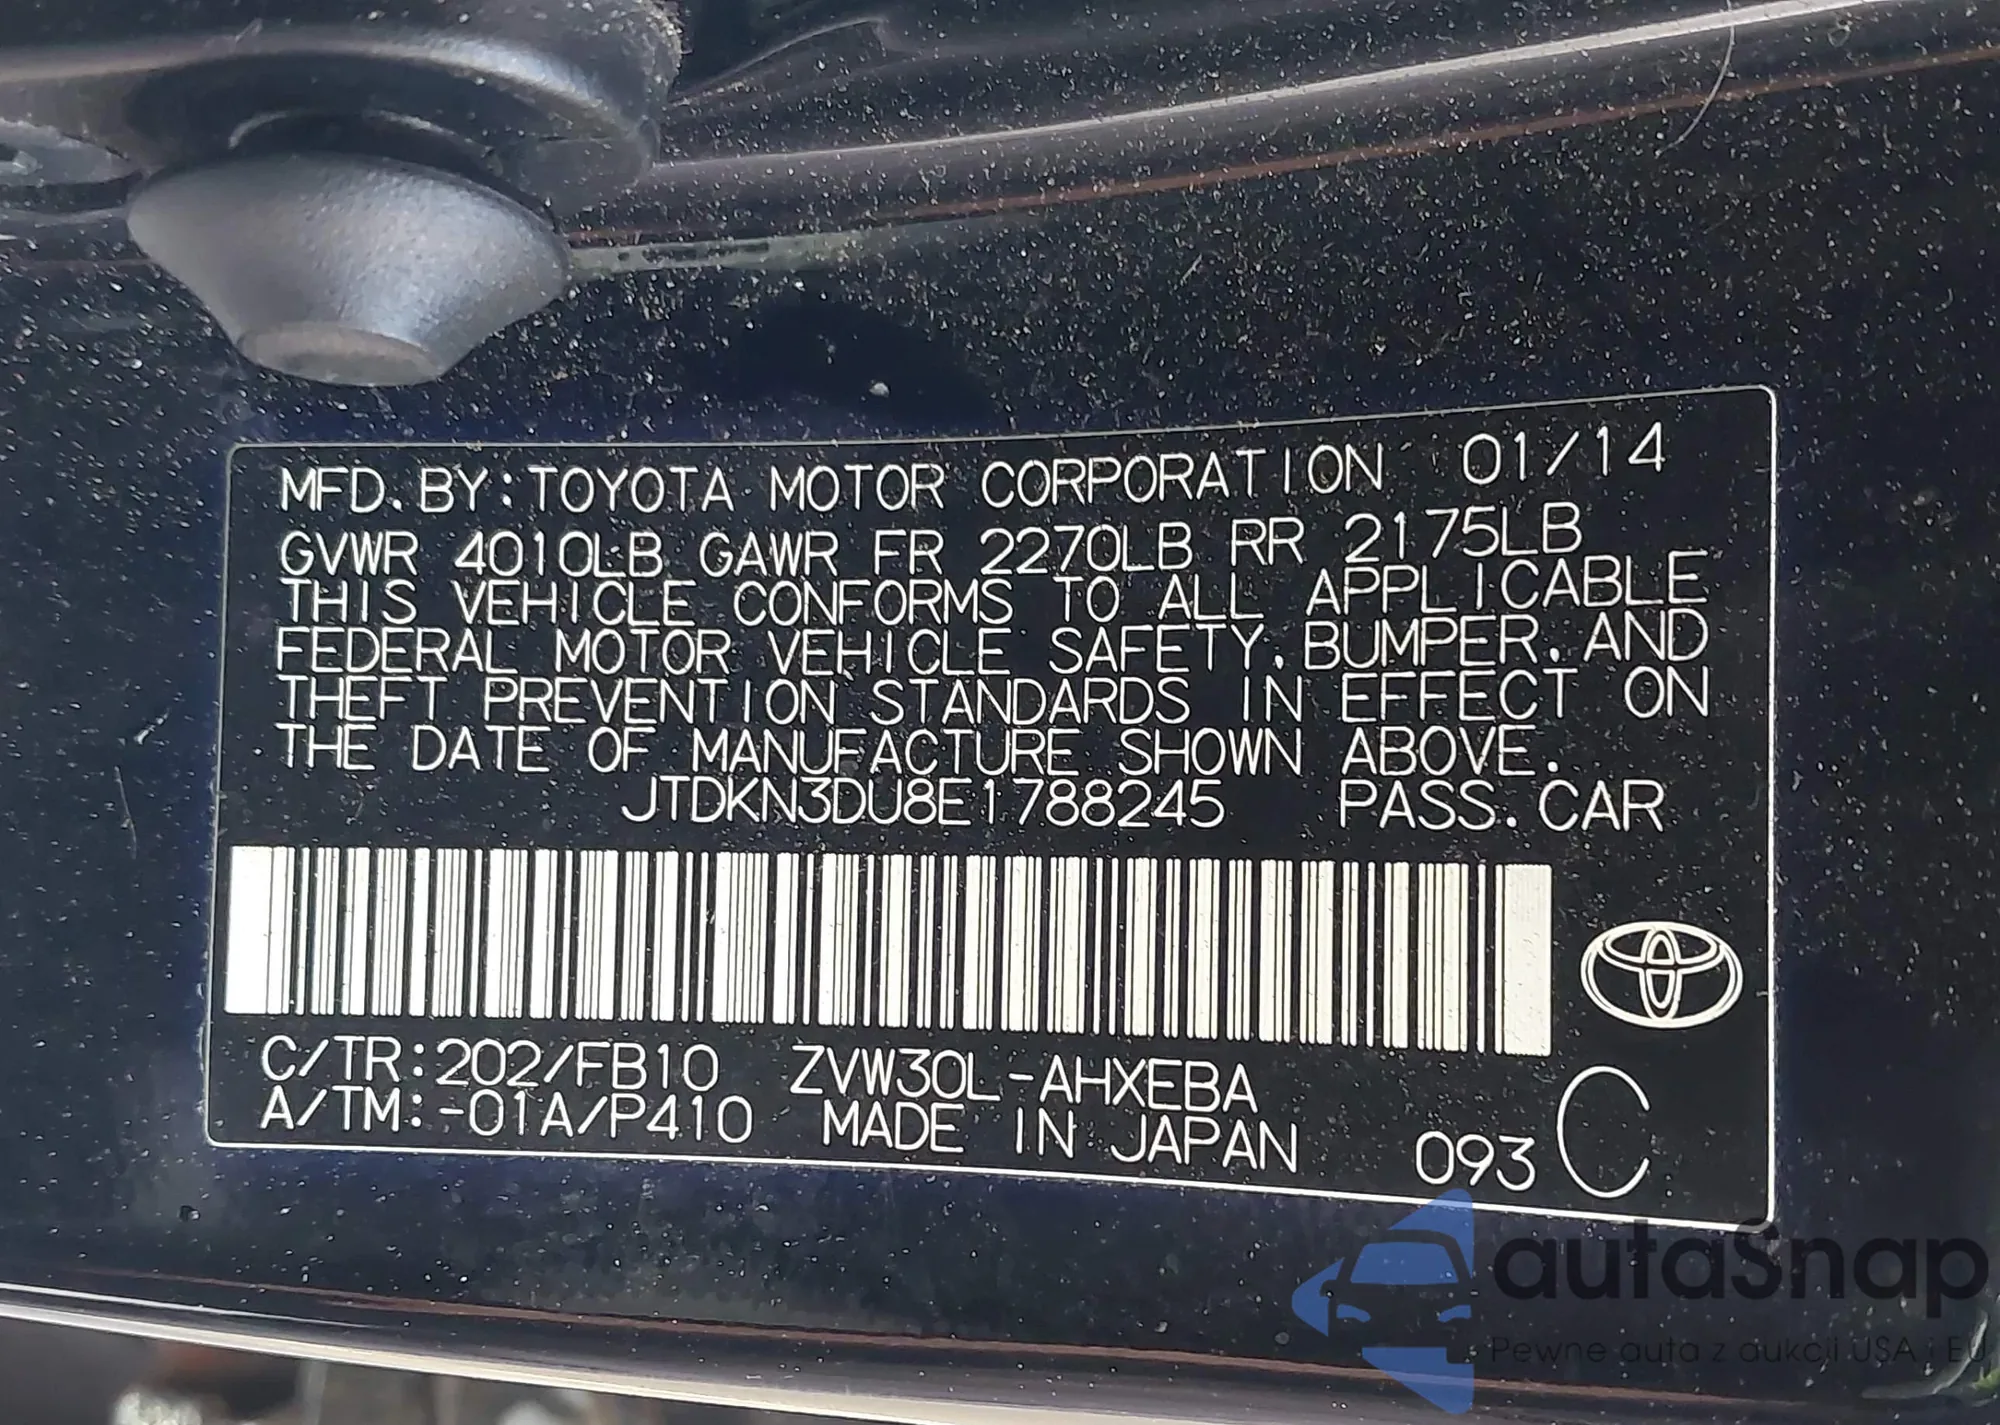 MFD. BY: TOYOTA MOTOR CORPORATION 01/14
GVWR 4010LB GAWR FR 2270LB RR 2175LB
THIS VEHICLE CONFORMS TO ALL APPLICABLE
FEDERAL MOTOR VEHICLE SAFETY, BUMPER, AND
THEFT PREVENTION STANDARDS IN EFFECT ON
THE DATE OF MANUFACTURE SHOWN ABOVE.
JTDKN3DU8E1788245 PASS. CAR
C/TR: 202/FB10 ZVW30L-AHXEBA
A/TM: -01A/P410 MADE IN JAPAN 093 C
autaSnap
Pewne auta z aukcji USA i EU